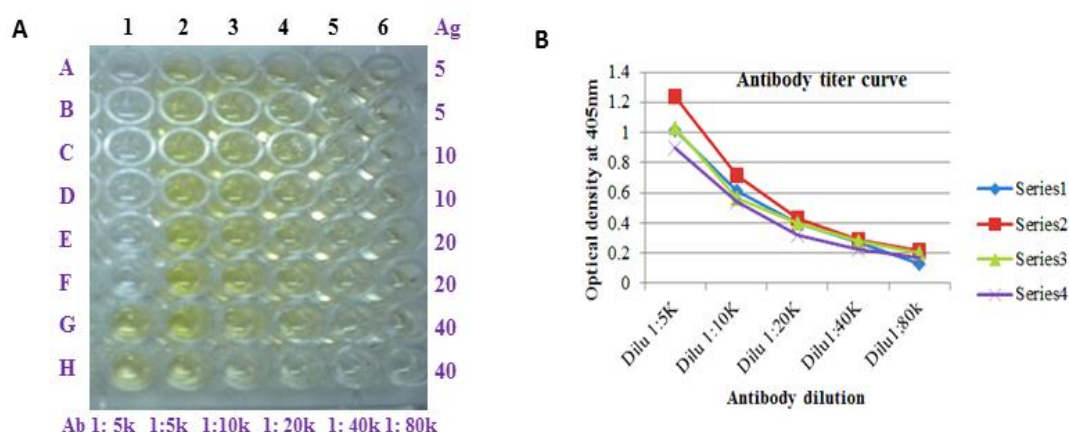 A
1 2 3 4 5 6 Ag
A 5
B 5
C 10
D 10
E 20
F 20
G 40
H 40
Ab 1: 5k 1:5k 1:10k 1: 20k 1: 40k 1: 80k
B
Antibody titer curve
Optical density at 405nm
1.4
1.2
1
0.8
0.6
0.4
0.2
0
Dilu 1:5K
Dilu 1:10K
Dilu 1:20K
Dilu1:40K
Dilu1;80k
Antibody dilution
Series1
Series2
Series3
Series4